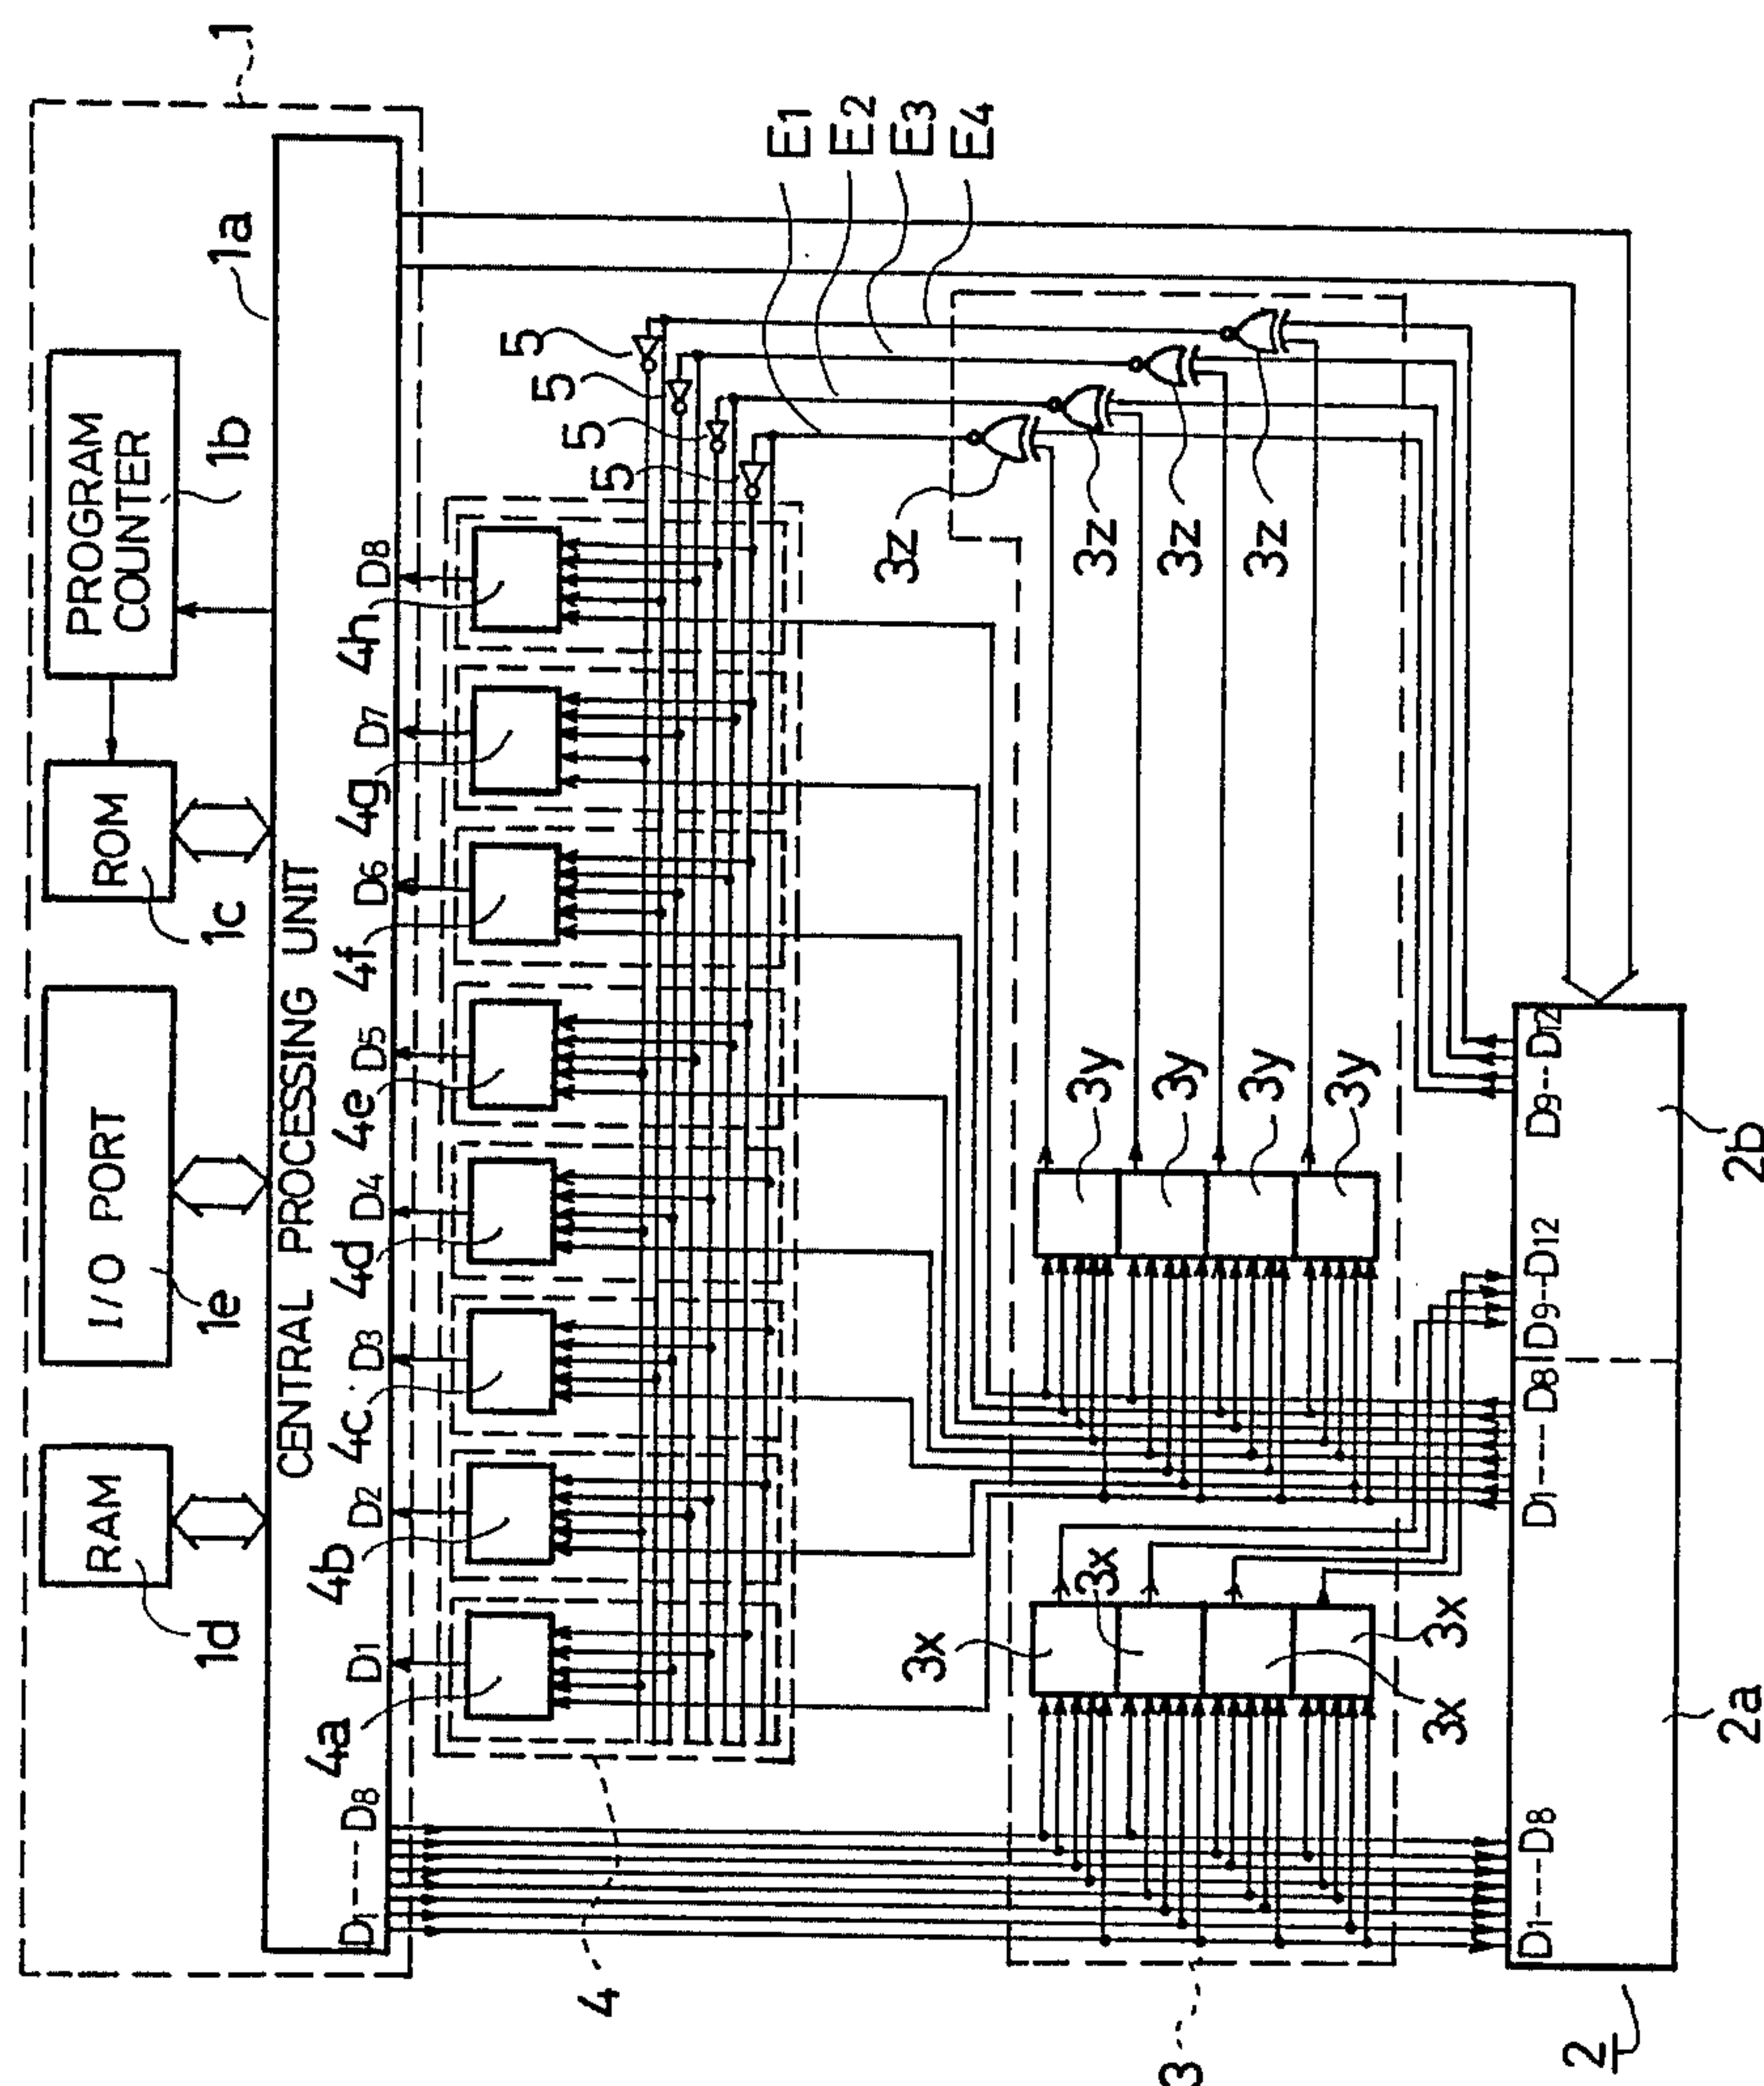 1
1a
PROGRAM
COUNTER
1b
ROM
1c
I/O PORT
1e
RAM
1d
CENTRAL PROCESSING UNIT
D1---D8
D1
D2
D3
D4
D5
D6
D7
D8
4a
4b
4c
4d
4e
4f
4g
4h
4
5
5
5
5
E1
E2
E3
E4
3z
3z
3z
3z
3y
3y
3y
3y
3x
3x
3x
3x
3
D1---D8
D1---D8
D9--D12
D9--D12
2a
2b
2